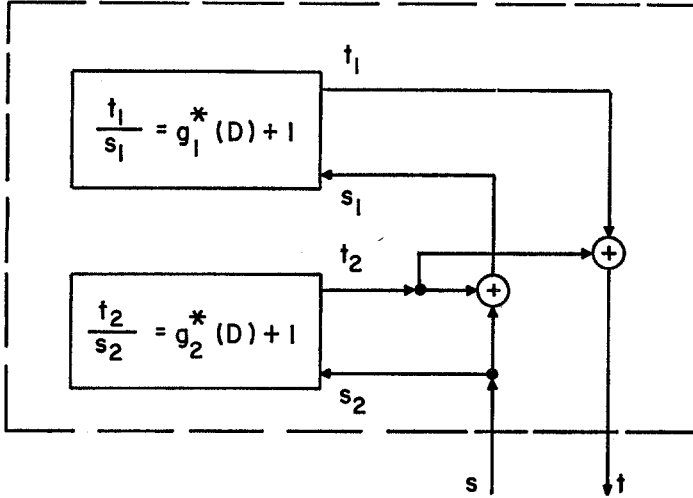 t₁
t₁/s₁ = g₁*(D) + 1
s₁
+
t₂
+
t₂/s₂ = g₂*(D) + 1
s₂
s
t